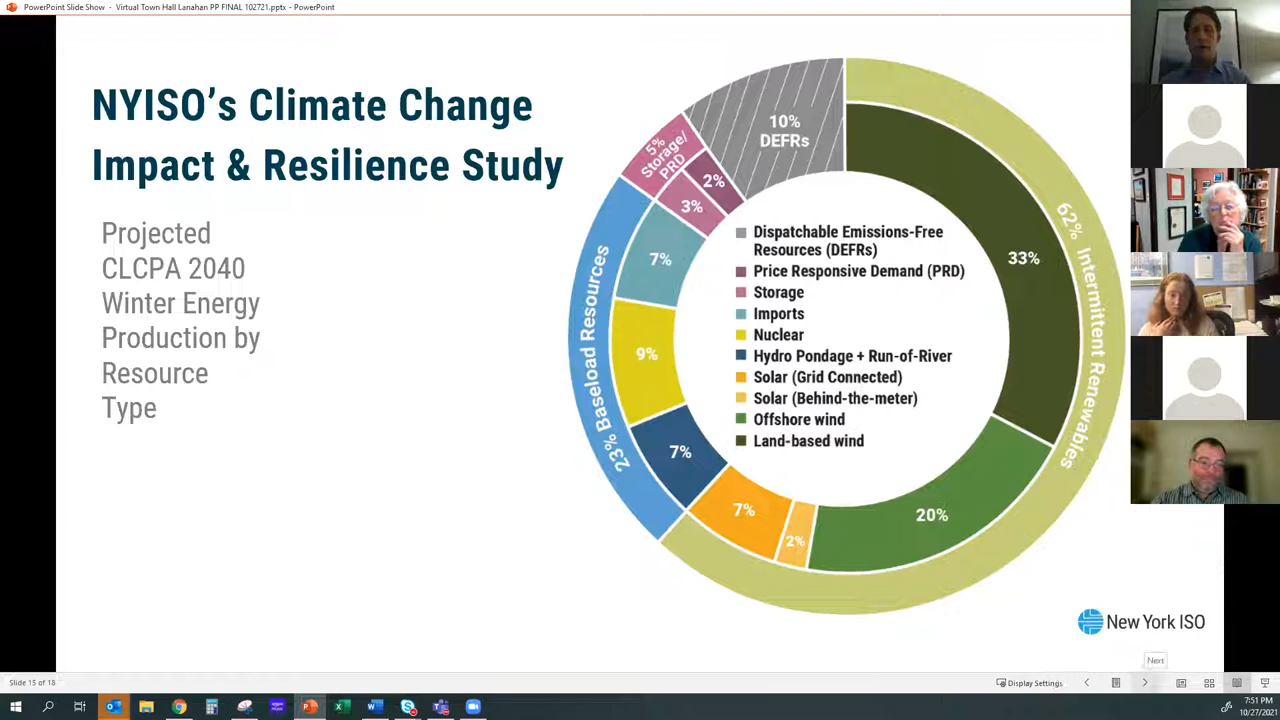 PowerPoint Slide Show - Virtual Town Hall Lanahan PP FINAL 102721.pptx - PowerPoint
NYISO's Climate Change
Impact & Resilience Study
Projected
CLCPA 2040
Winter Energy
Production by
Resource
Type
10%
DEFRs
5%
Storage/
PRD
2%
3%
7%
9%
7%
7%
2%
20%
33%
62% Intermittent Renewables
23% Baseload Resources
Dispatchable Emissions-Free
Resources (DEFRs)
Price Responsive Demand (PRD)
Storage
Imports
Nuclear
Hydro Pondage + Run-of-River
Solar (Grid Connected)
Solar (Behind-the-meter)
Offshore wind
Land-based wind
New York ISO
Next
Slide 15 of 18
Display Settings
7:51 PM
10/27/2021